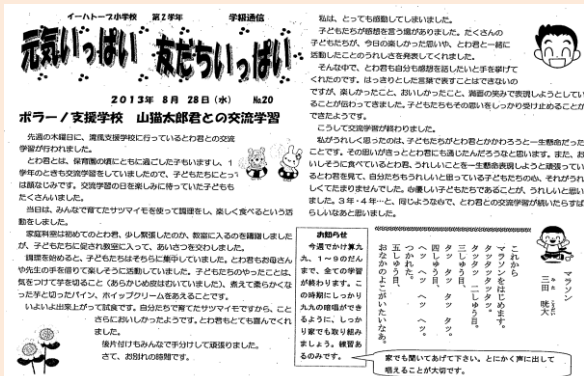 イーハトーブ小学校　第2学年　学級通信
元気いっぱい 友だちいっぱい
2013年 8月 28日(水) №20
ポラーノ支援学校 山猫太郎君との交流学習
先週の木曜日に、清風支援学校に行っているとわ君との交流
学習が行われました。
とわ君とは、保育園の頃にともに過ごした子もいますし、1
学年のときも交流学習をしていましたので、子どもたちにとって
は顔なじみです。交流学習の日を楽しみに待っていた子どもも
たくさんいました。
当日は、みんなで育てたサツマイモを使って調理をし、楽しく食べるという活
動をしました。
家庭科室は初めてのとわ君、少し緊張したのか、教室に入るのを躊躇しました
が、子どもたちに促され教室に入って、あいさつを交わしました。
調理を始めると、子どもたちはそちらに集中していました。とわ君もお母さん
や先生の手を借りて楽しそうに活動していました。子どもたちのやったことは、
気をつけて芋を切ること(あらかじめ皮はむいていました)、煮えて柔らかくな
った芋と切ったパイン、ホイップクリームをあえることです。
いよいよ出来上がって試食です。自分たちで育てたサツマイモですから、こと
さらにおいしかったようです。とわ君もとても喜んでくれ
ました。
後片付けもみんなで手分けして頑張りました。
さて、お別れの時間です。
私は、とっても感動してしまいました。
子どもたちが感想を言う場がありました。たくさんの
子どもたちが、今日の楽しかった思いや、とわ君と一緒に
活動したことのうれしさを発表してくれました。
そんな中で、とわ君も自分も感想を話したいと手を挙げて
くれたのです。はっきりとした言葉で表すことはできないの
ですが、楽しかったこと、おいしかったこと、満面の笑みで表現しようとしてい
ることが伝わってきました。子どもたちもその思いをしっかり受け止めることが
できたようです。
こうして交流学習が終わりました。
私がうれしく思ったのは、子どもたちがとわ君とかかわろうと一生懸命だった
ことです。その思いがきっととわ君にも通じたんだろうなと思います。また、お
いしそうに食べているとわ君、うれしいことを一生懸命表現しようと頑張ってい
るとわ君を見て、自分たちもうれしいと思っている子どもたちの心、それがうれ
しくてたまりませんでした。心優しい子どもたちであることが、うれしいと思い
ました。3年・4年…と、同じような心で、とわ君との交流学習が続いたらすば
らしいなあと思いました。
お知らせ
今週でかけ算九
九、1～9のだん
まで、全ての学習
が終わります。こ
の時期にしっかり
九九の暗唱ができ
るように、しっか
り家でも取り組み
ましょう。練習あ
るのみです。
マラソン
三田 暁大
これから
マラソンをはじめます。
タッタッタッタッ。
タッタッ 二しゅう目。
三しゅう目。
タッ タッ タッ。
四しゅう目。
ヘッ ヘッ ヘッ ヘッ。
つかれた。
五しゅう目。
おなかのよこがいたいなあ。
家でも聞いてあげて下さい。とにかく声に出して
唱えることが大切です。